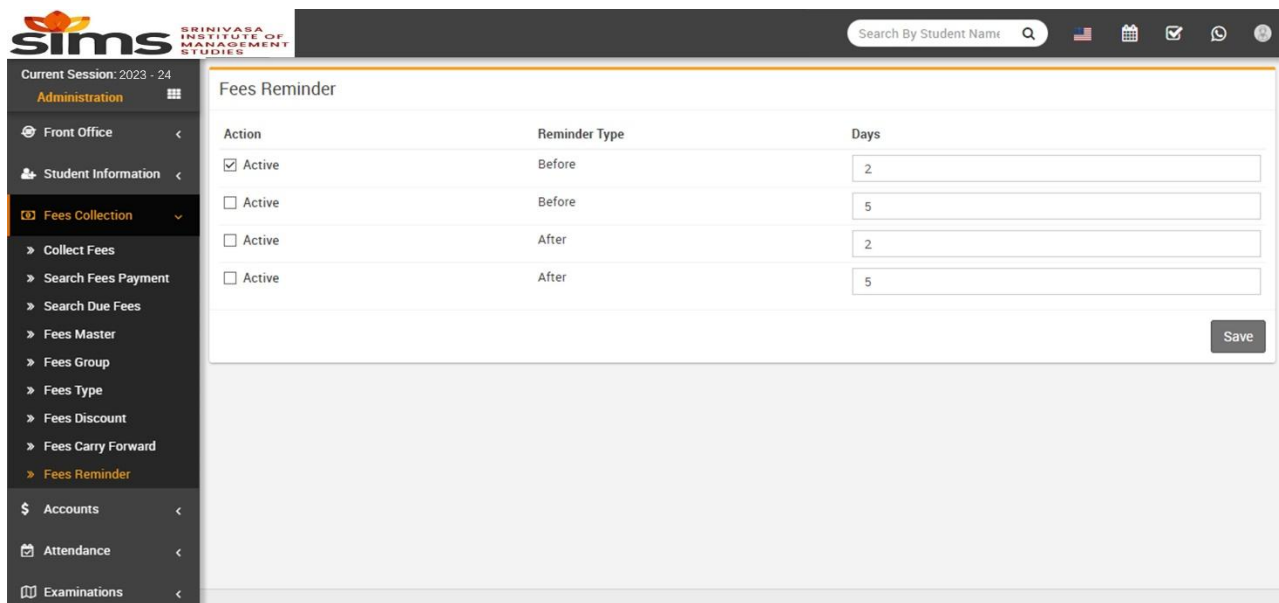 sims
SRINIVASA
INSTITUTE OF
MANAGEMENT
STUDIES
Search By Student Name
Current Session: 2023 - 24
Administration
Front Office
Student Information
Fees Collection
Collect Fees
Search Fees Payment
Search Due Fees
Fees Master
Fees Group
Fees Type
Fees Discount
Fees Carry Forward
Fees Reminder
$ Accounts
Attendance
Examinations
Fees Reminder
Action Reminder Type Days
Active Before 2
Active Before 5
Active After 2
Active After 5
Save